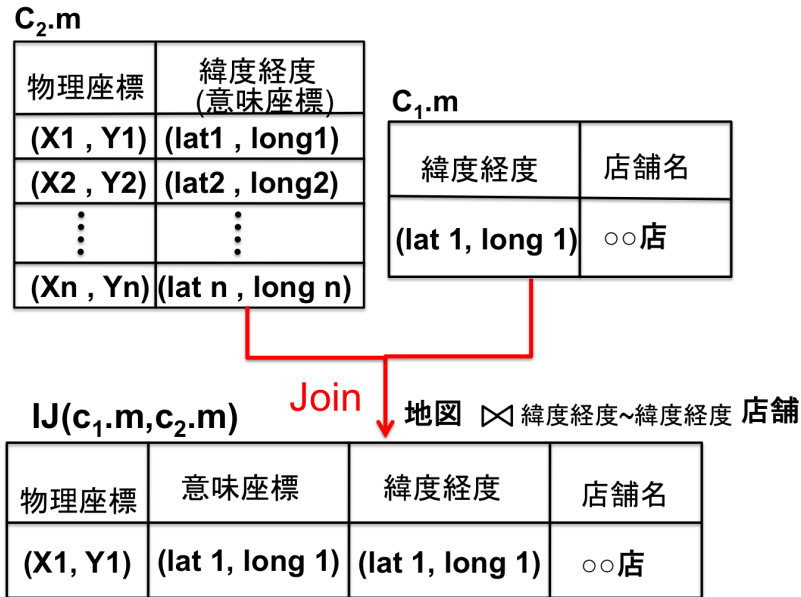 C₂.m
物理座標 緯度経度
(意味座標)
(X1 , Y1) (lat1 , long1)
(X2 , Y2) (lat2 , long2)
(Xn , Yn) (lat n , long n)
C₁.m
緯度経度 店舗名
(lat 1, long 1) ○○店
Join
地図 ⋈ 緯度経度~緯度経度 店舗
IJ(c₁.m,c₂.m)
物理座標 意味座標 緯度経度 店舗名
(X1, Y1) (lat 1, long 1) (lat 1, long 1) ○○店